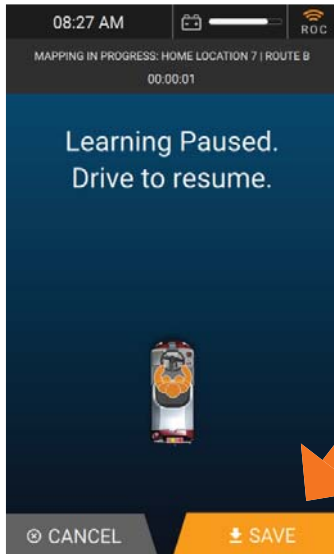 08:27 AM
ROC
MAPPING IN PROGRESS: HOME LOCATION 7 | ROUTE B
00:00:01
Learning Paused.
Drive to resume.
CANCEL
SAVE